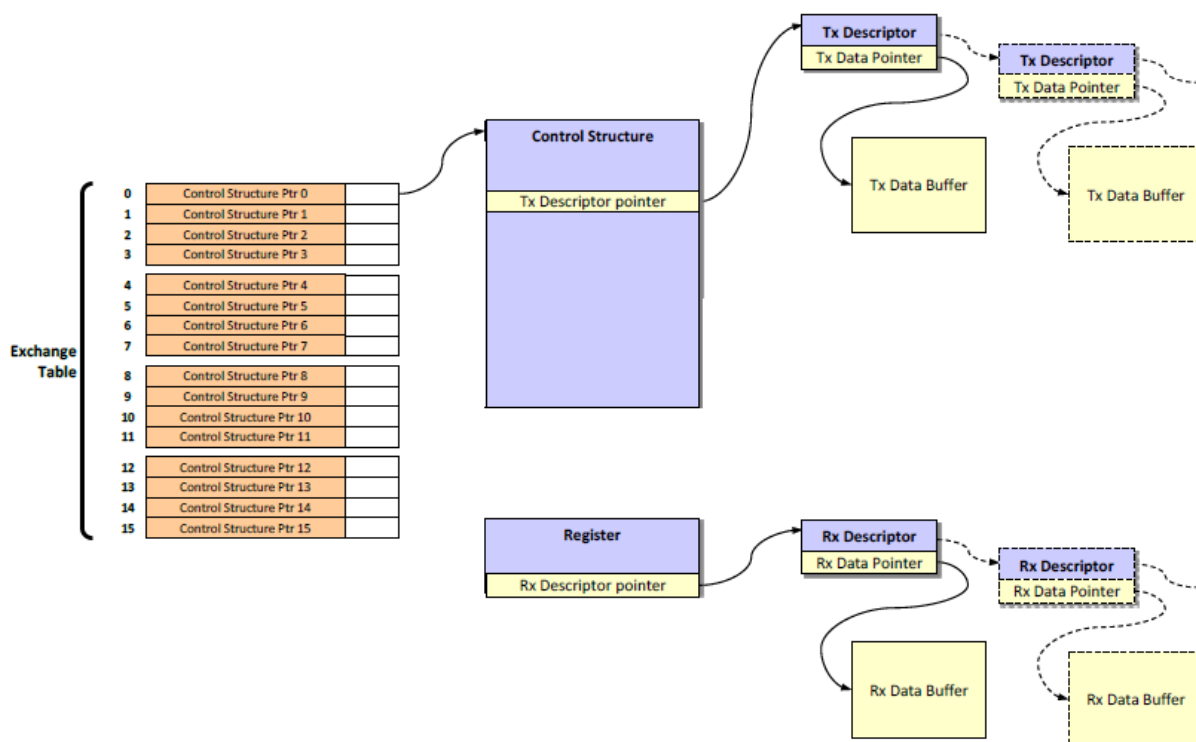 Tx Descriptor
Tx Data Pointer
Tx Descriptor
Tx Data Pointer
Tx Data Buffer
Tx Data Buffer
Control Structure
Tx Descriptor pointer
Exchange
Table
0 Control Structure Ptr 0
1 Control Structure Ptr 1
2 Control Structure Ptr 2
3 Control Structure Ptr 3
4 Control Structure Ptr 4
5 Control Structure Ptr 5
6 Control Structure Ptr 6
7 Control Structure Ptr 7
8 Control Structure Ptr 8
9 Control Structure Ptr 9
10 Control Structure Ptr 10
11 Control Structure Ptr 11
12 Control Structure Ptr 12
13 Control Structure Ptr 13
14 Control Structure Ptr 14
15 Control Structure Ptr 15
Register
Rx Descriptor pointer
Rx Descriptor
Rx Data Pointer
Rx Descriptor
Rx Data Pointer
Rx Data Buffer
Rx Data Buffer